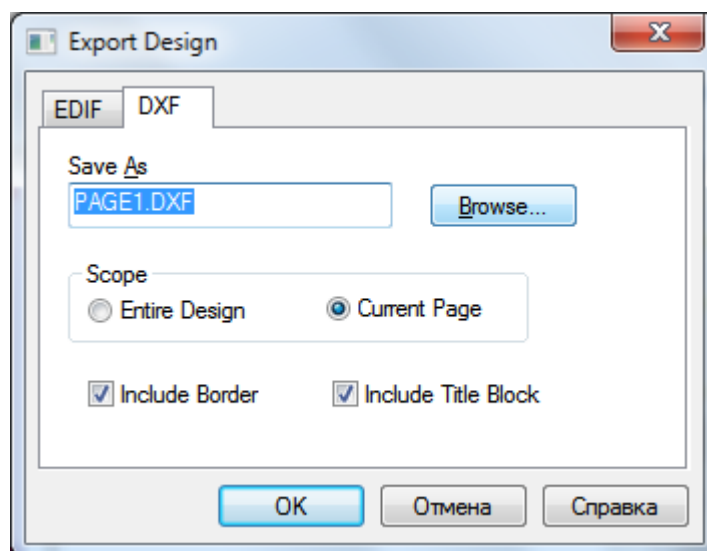 Export Design
EDIF DXF
Save As
PAGE1.DXF Browse...
Scope
Entire Design Current Page
Include Border Include Title Block
OK Отмена Справка